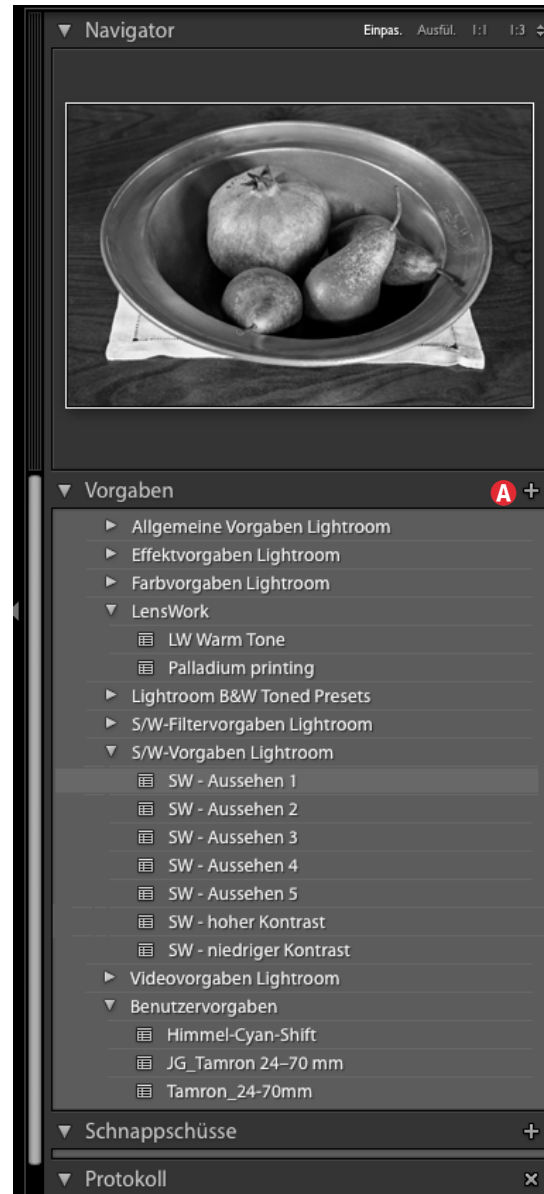 Navigator Einpas. Ausfül. 1:1 1:3
Vorgaben A +
Allgemeine Vorgaben Lightroom
Effektvorgaben Lightroom
Farbvorgaben Lightroom
LensWork
LW Warm Tone
Palladium printing
Lightroom B&W Toned Presets
S/W-Filtervorgaben Lightroom
S/W-Vorgaben Lightroom
SW - Aussehen 1
SW - Aussehen 2
SW - Aussehen 3
SW - Aussehen 4
SW - Aussehen 5
SW - hoher Kontrast
SW - niedriger Kontrast
Videovorgaben Lightroom
Benutzervorgaben
Himmel-Cyan-Shift
JG_Tamron 24–70 mm
Tamron_24-70mm
Schnappschüsse +
Protokoll ×